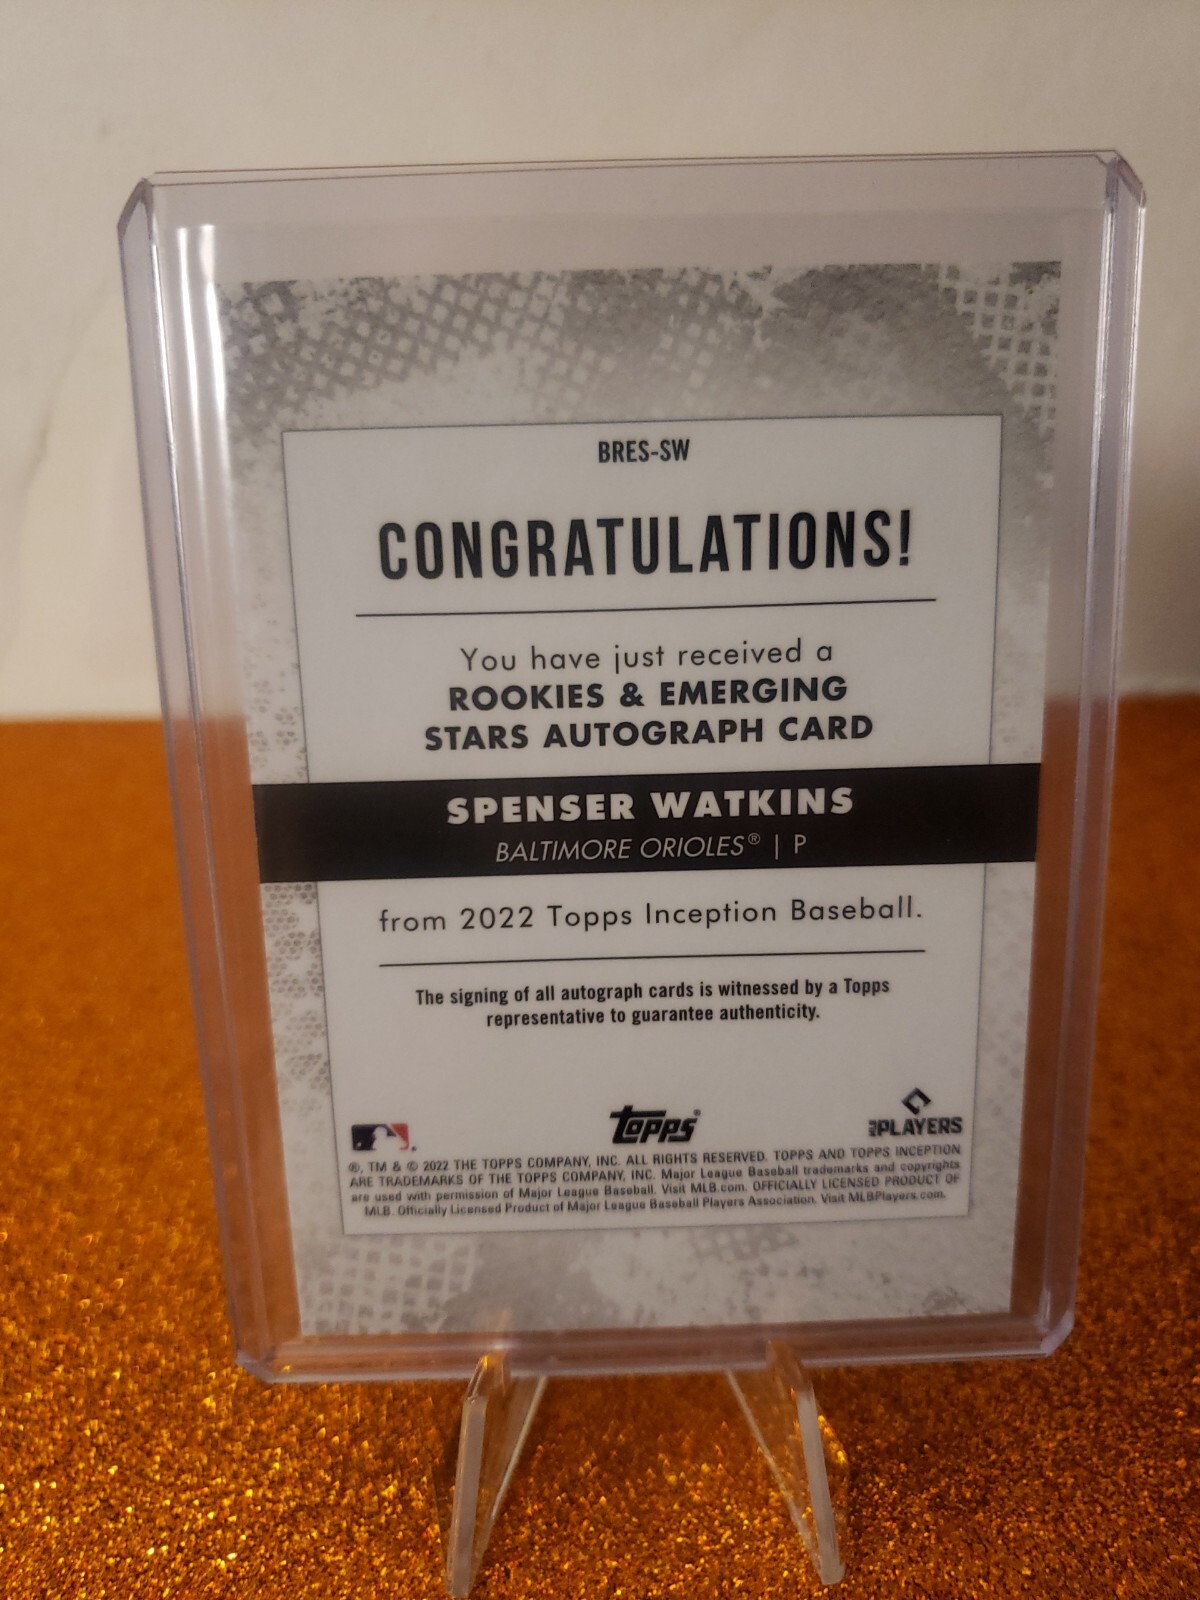 BRES-SW
CONGRATULATIONS!
You have just received a
ROOKIES & EMERGING
STARS AUTOGRAPH CARD
SPENSER WATKINS
BALTIMORE ORIOLES® | P
from 2022 Topps Inception Baseball.
The signing of all autograph cards is witnessed by a Topps
representative to guarantee authenticity.
topps®
MLB PLAYERS
®, TM & © 2022 THE TOPPS COMPANY, INC. ALL RIGHTS RESERVED. TOPPS AND TOPPS INCEPTION
ARE TRADEMARKS OF THE TOPPS COMPANY, INC. Major League Baseball trademarks and copyrights
are used with permission of Major League Baseball. Visit MLB.com. OFFICIALLY LICENSED PRODUCT OF
MLB. Officially Licensed Product of Major League Baseball Players Association. Visit MLBPlayers.com.